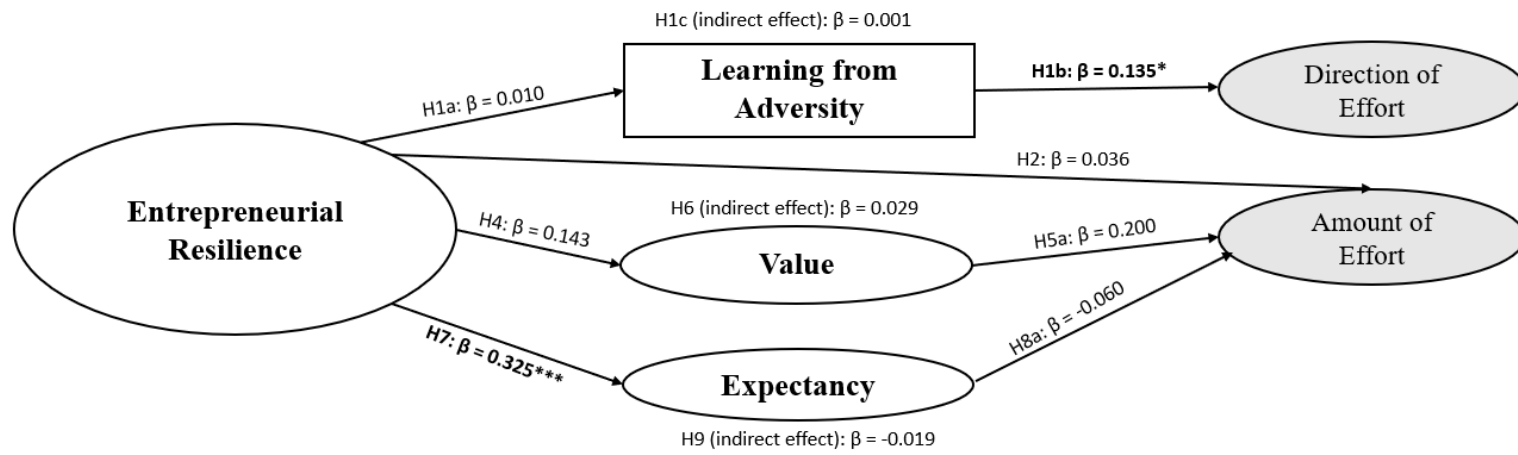 H1c (indirect effect): β = 0.001
Learning from
Adversity
H1a: β = 0.010
H1b: β = 0.135*
Direction of
Effort
H2: β = 0.036
Entrepreneurial
Resilience
H4: β = 0.143
H6 (indirect effect): β = 0.029
Value
H5a: β = 0.200
Amount of
Effort
H7: β = 0.325***
Expectancy
H8a: β = -0.060
H9 (indirect effect): β = -0.019